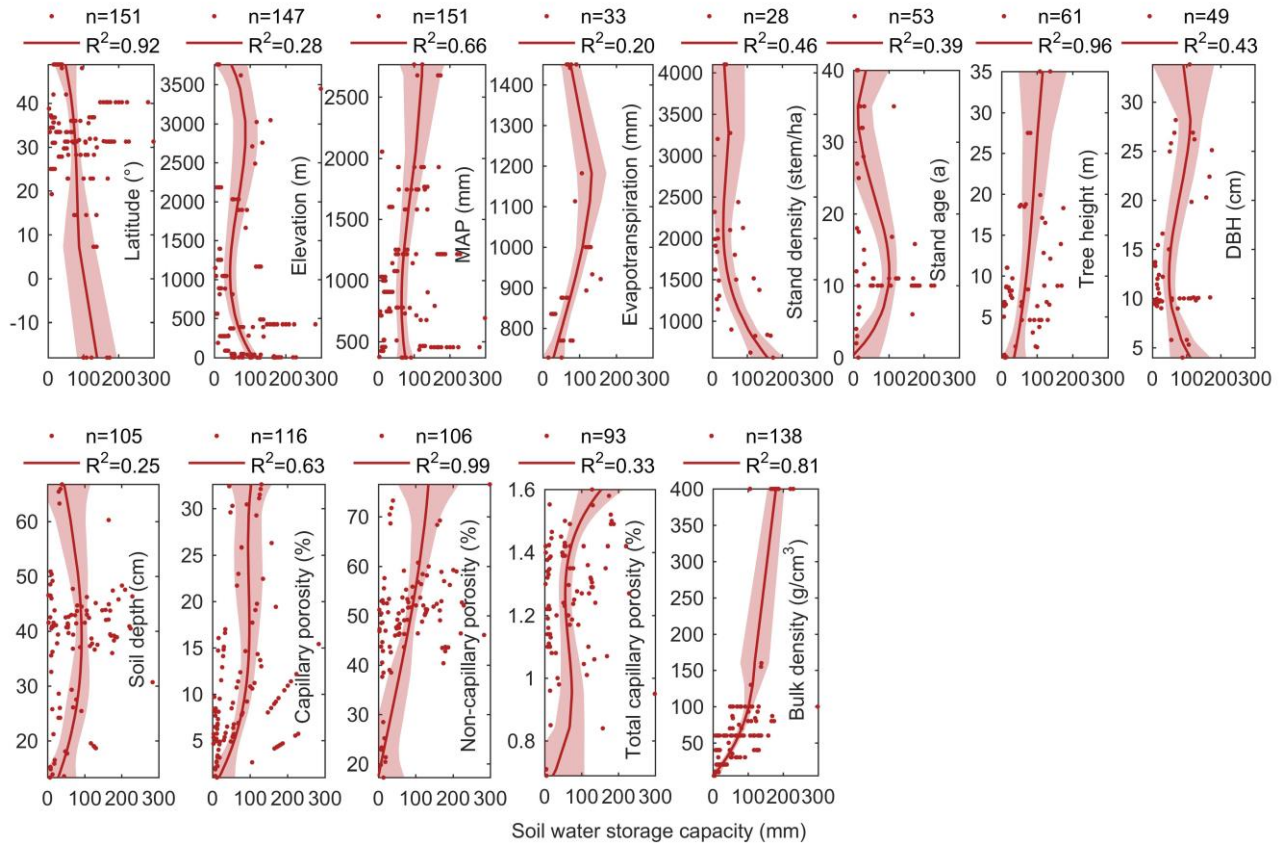 n=151 n=147 n=151 n=33 n=28 n=53 n=61 n=49
R²=0.92 R²=0.28 R²=0.66 R²=0.20 R²=0.46 R²=0.39 R²=0.96 R²=0.43
40
30
20
10
0
-10
Latitude (°)
0 100 200 300
3500
3000
2500
2000
1500
1000
500
0
Elevation (m)
0 100 200 300
2500
2000
1500
1000
500
MAP (mm)
0 100 200 300
1400
1300
1200
1100
1000
900
800
Evapotranspiration (mm)
0 100 200 300
4000
3500
3000
2500
2000
1500
1000
Stand density (stem/ha)
0 100 200 300
40
30
20
10
0
Stand age (a)
0 100 200 300
35
30
25
20
15
10
5
Tree height (m)
0 100 200 300
30
25
20
15
10
5
DBH (cm)
0 100 200 300
n=105 n=116 n=106 n=93 n=138
R²=0.25 R²=0.63 R²=0.99 R²=0.33 R²=0.81
60
50
40
30
20
Soil depth (cm)
0 100 200 300
30
25
20
15
10
5
Capillary porosity (%)
0 100 200 300
70
60
50
40
30
20
Non-capillary porosity (%)
0 100 200 300
1.6
1.4
1.2
1
0.8
Total capillary porosity (%)
0 100 200 300
400
350
300
250
200
150
100
50
Bulk density (g/cm³)
0 100 200 300
Soil water storage capacity (mm)